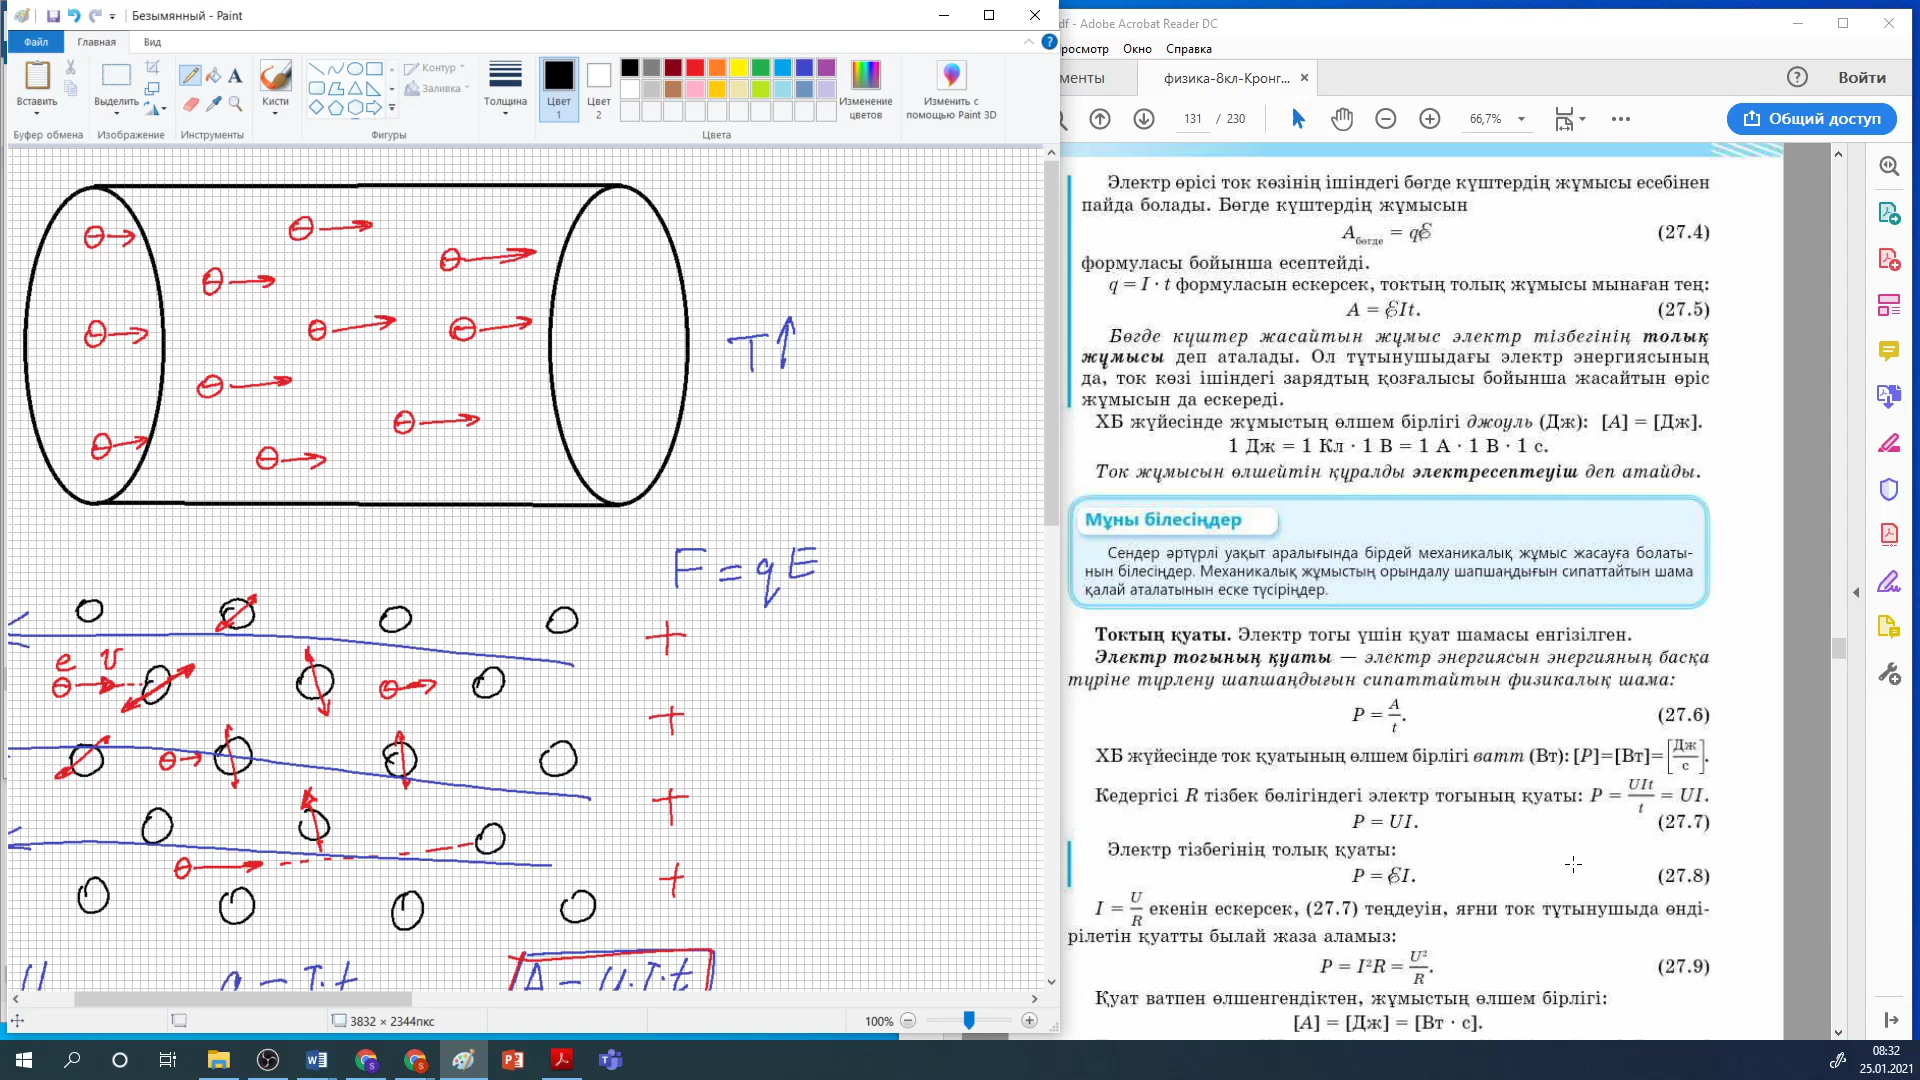 Безымянный - Paint
Файл
Главная
Вид
Вставить
Выделить
Кисти
Контур
Заливка
Толщина
Цвет 1
Цвет 2
Изменение цветов
Изменить с помощью Paint 3D
Буфер обмена
Изображение
Инструменты
Фигуры
Цвета
T↑
F = qE
e v
+
+
+
+
q = I·t
A = U·I·t
3832 × 2344пкс
100%
df - Adobe Acrobat Reader DC
росмотр Окно Справка
менты
физика-8кл-Кронг...
Войти
131 / 230
66,7%
Общий доступ
Электр өрісі ток көзінің ішіндегі бөгде күштердің жұмысы есебінен
пайда болады. Бөгде күштердің жұмысын
Aбөгде = qℰ (27.4)
формуласы бойынша есептейді.
q = I · t формуласын ескерсек, токтың толық жұмысы мынаған тең:
A = ℰIt. (27.5)
Бөгде күштер жасайтын жұмыс электр тізбегінің толық
жұмысы деп аталады. Ол тұтынушыдағы электр энергиясының
да, ток көзі ішіндегі зарядтың қозғалысы бойынша жасайтын өріс
жұмысын да ескереді.
ХБ жүйесінде жұмыстың өлшем бірлігі джоуль (Дж): [A] = [Дж].
1 Дж = 1 Кл · 1 В = 1 А · 1 В · 1 с.
Ток жұмысын өлшейтін құралды электресептеуіш деп атайды.
Мұны білесіңдер
Сендер әртүрлі уақыт аралығында бірдей механикалық жұмыс жасауға болаты-
нын білесіңдер. Механикалық жұмыстың орындалу шапшаңдығын сипаттайтын шама
қалай аталатынын еске түсіріңдер.
Токтың қуаты. Электр тогы үшін қуат шамасы енгізілген.
Электр тогының қуаты — электр энергиясын энергияның басқа
түріне түрлену шапшаңдығын сипаттайтын физикалық шама:
P = A/t. (27.6)
ХБ жүйесінде ток қуатының өлшем бірлігі ватт (Вт): [P]=[Вт]=[Дж/с].
Кедергісі R тізбек бөлігіндегі электр тогының қуаты: P = UIt/t = UI.
P = UI. (27.7)
Электр тізбегінің толық қуаты:
P = ℰI. (27.8)
I = U/R екенін ескерсек, (27.7) теңдеуін, яғни ток тұтынушыда өнді-
рілетін қуатты былай жаза аламыз:
P = I²R = U²/R. (27.9)
Қуат ватпен өлшенгендіктен, жұмыстың өлшем бірлігі:
[A] = [Дж] = [Вт · с].
08:32
25.01.2021